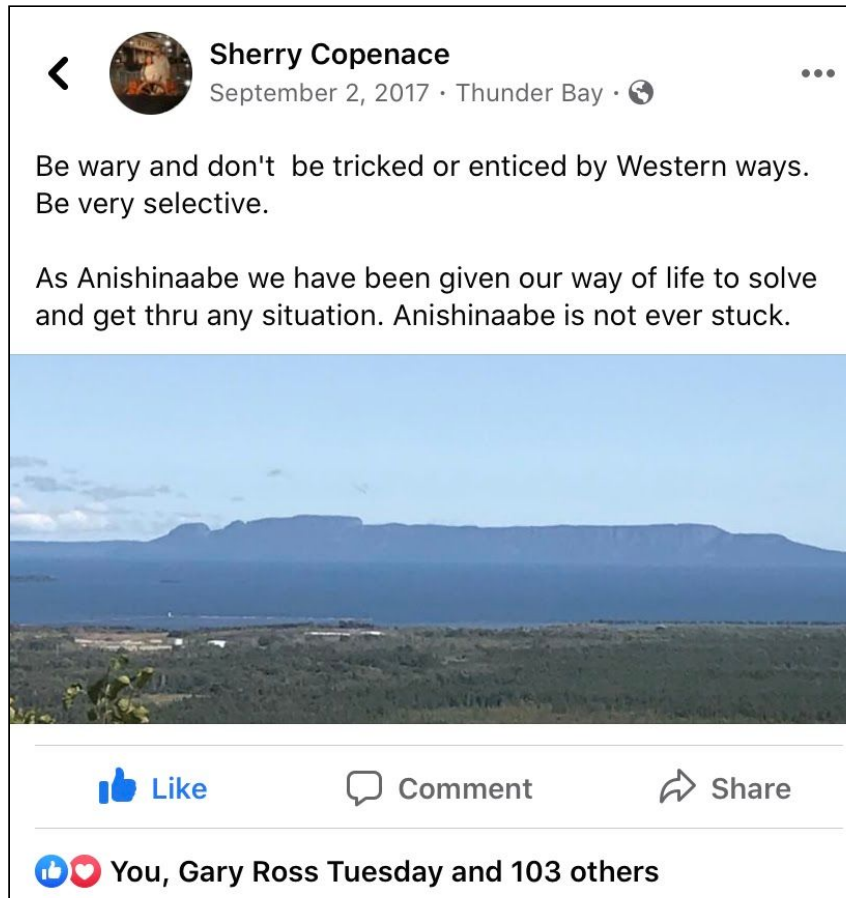 Sherry Copenace
September 2, 2017 · Thunder Bay ·
Be wary and don't  be tricked or enticed by Western ways.
Be very selective.
As Anishinaabe we have been given our way of life to solve
and get thru any situation. Anishinaabe is not ever stuck.
Like Comment Share
You, Gary Ross Tuesday and 103 others